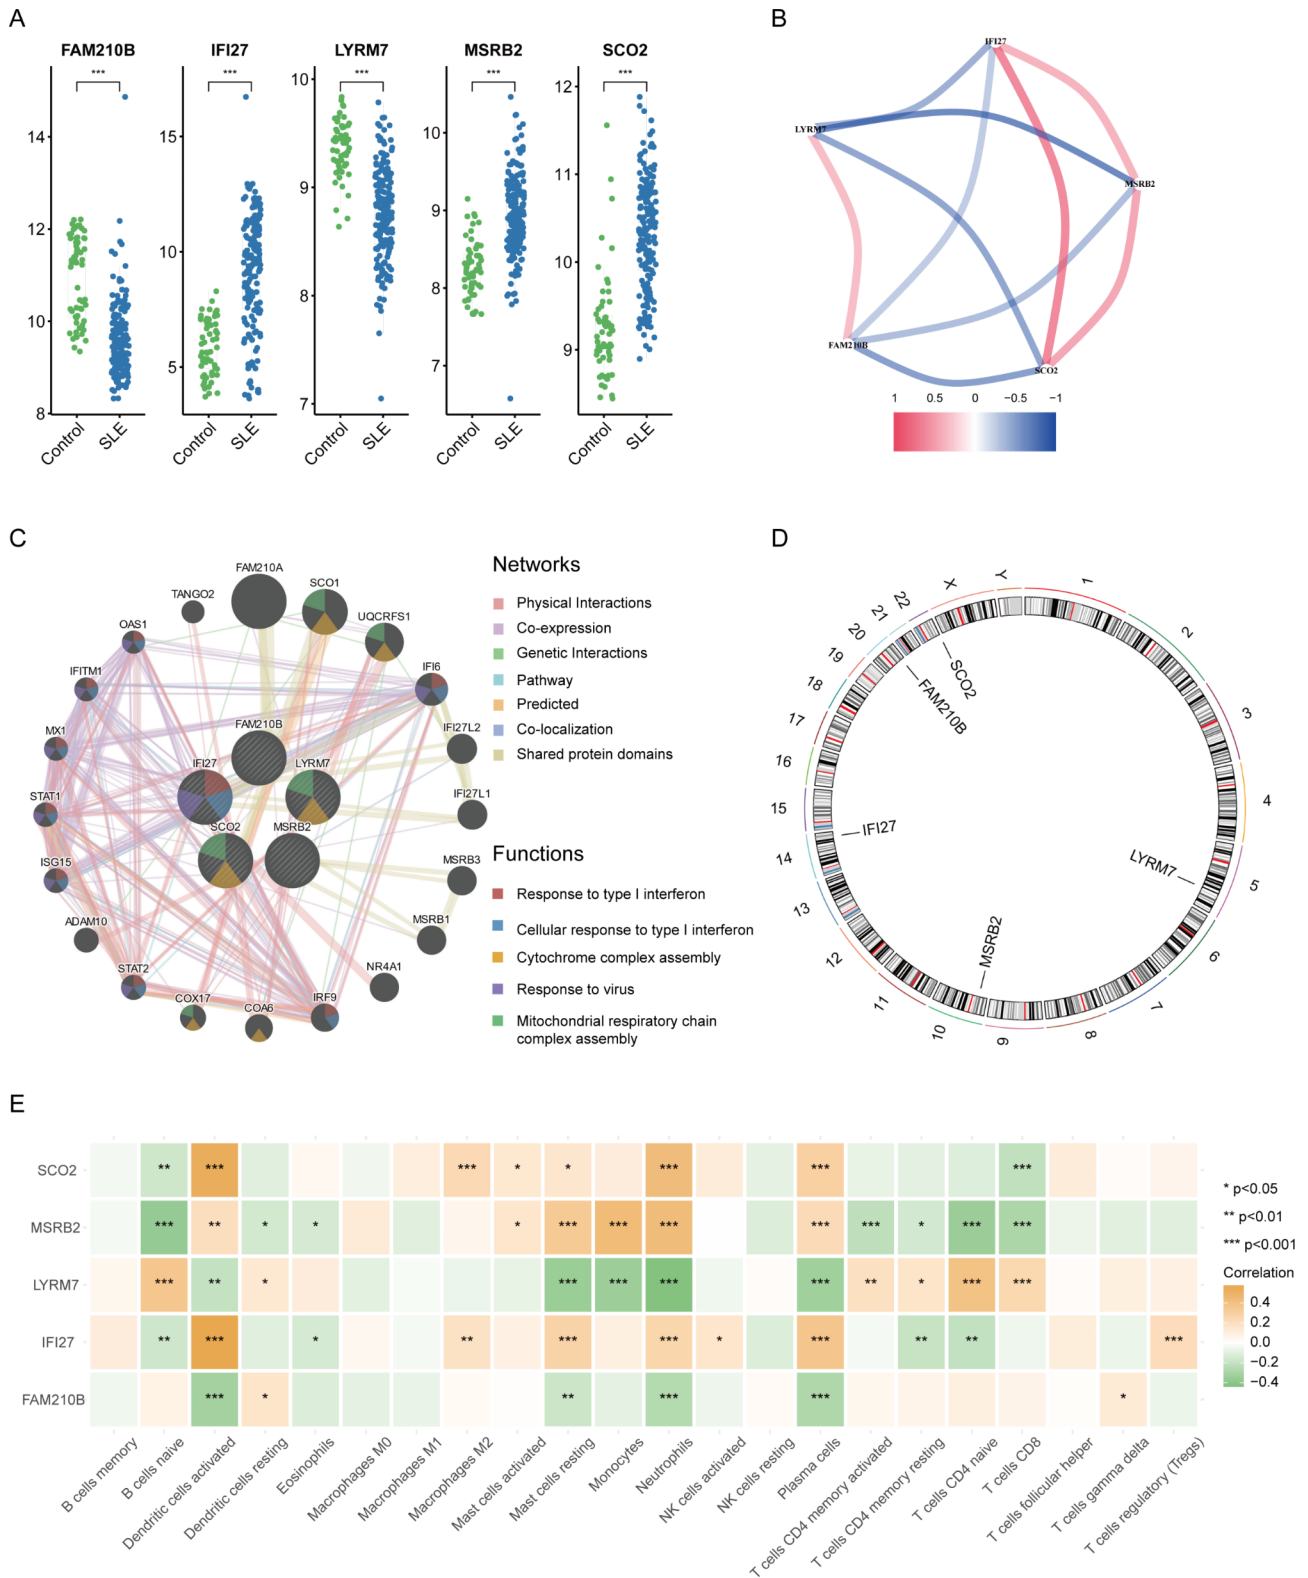 A
FAM210B IFI27 LYRM7 MSRB2 SCO2
*** *** *** *** ***
14
12
10
8
15
10
5
10
9
8
7
10
9
8
7
12
11
10
9
Control SLE Control SLE Control SLE Control SLE Control SLE
B
IFI27
LYRM7
MSRB2
FAM210B
SCO2
1 0.5 0 −0.5 −1
C
FAM210A
TANGO2
SCO1
UQCRFS1
OAS1
IFITM1
IFI6
MX1
FAM210B
IFI27L2
IFI27
LYRM7
STAT1
IFI27L1
SCO2
MSRB2
ISG15
MSRB3
ADAM10
MSRB1
STAT2
NR4A1
COX17
COA6
IRF9
Networks
Physical Interactions
Co-expression
Genetic Interactions
Pathway
Predicted
Co-localization
Shared protein domains
Functions
Response to type I interferon
Cellular response to type I interferon
Cytochrome complex assembly
Response to virus
Mitochondrial respiratory chain
complex assembly
D
1
2
3
4
5
6
7
8
9
10
11
12
13
14
15
16
17
18
19
20
21
22
X
Y
SCO2
FAM210B
IFI27
LYRM7
MSRB2
E
SCO2 ** *** *** * * *** *** ***
MSRB2 *** ** * * * *** *** *** *** *** * *** ***
LYRM7 *** ** * *** *** *** *** ** * *** ***
IFI27 ** *** * ** *** *** * *** ** ** ***
FAM210B *** * ** *** *** *
B cells memory
B cells naive
Dendritic cells activated
Dendritic cells resting
Eosinophils
Macrophages M0
Macrophages M1
Macrophages M2
Mast cells activated
Mast cells resting
Monocytes
Neutrophils
NK cells activated
NK cells resting
Plasma cells
T cells CD4 memory activated
T cells CD4 memory resting
T cells CD4 naive
T cells CD8
T cells follicular helper
T cells gamma delta
T cells regulatory (Tregs)
* p<0.05
** p<0.01
*** p<0.001
Correlation
0.4
0.2
0.0
−0.2
−0.4